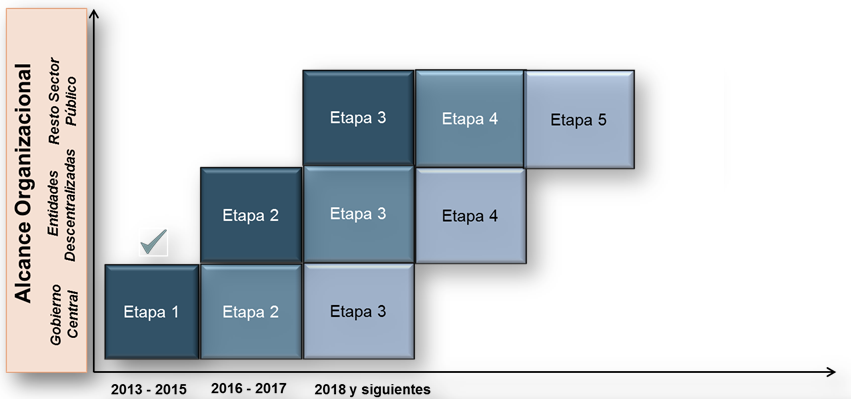 Alcance Organizacional
Resto Sector
Público
Entidades
Descentralizadas
Gobierno
Central
Etapa 3
Etapa 4
Etapa 5
Etapa 2
Etapa 3
Etapa 4
Etapa 1
Etapa 2
Etapa 3
2013 - 2015
2016 - 2017
2018 y siguientes